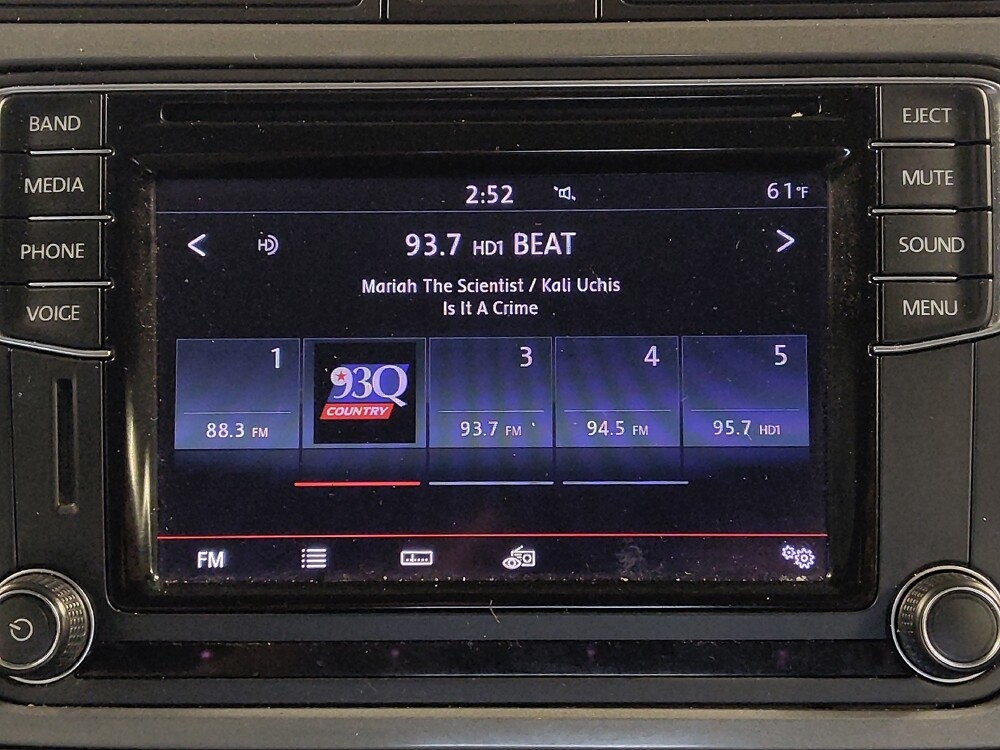 BAND
MEDIA
PHONE
VOICE
EJECT
MUTE
SOUND
MENU
2:52
61°F
< HD 93.7 HD1 BEAT >
Mariah The Scientist / Kali Uchis
Is It A Crime
1
88.3 FM
93Q
COUNTRY
3
93.7 FM
4
94.5 FM
5
95.7 HD1
FM